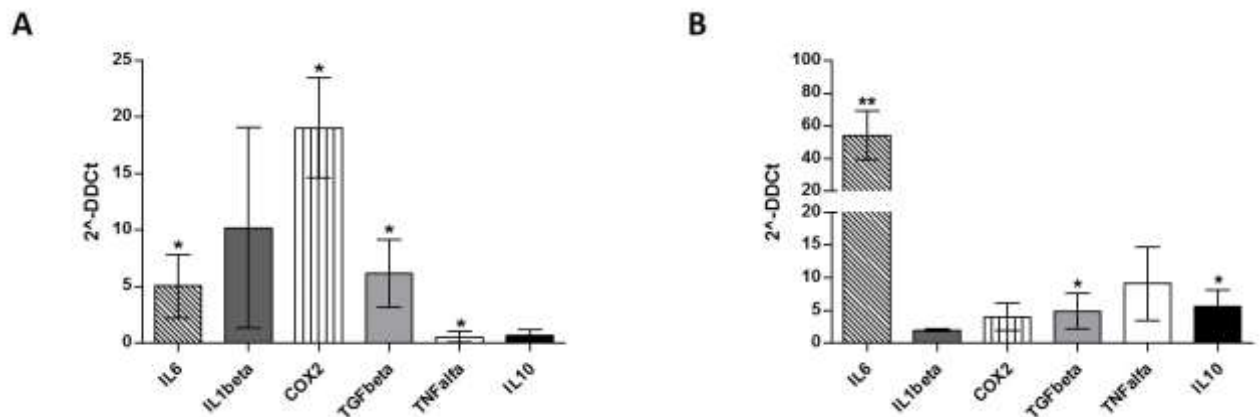 A
25
20
15
10
5
0
2^-DDCt
*
*
*
*
IL6
IL1beta
COX2
TGFbeta
TNFalfa
IL10
B
100
80
60
40
20
20
15
10
5
0
2^-DDCt
**
*
*
IL6
IL1beta
COX2
TGFbeta
TNFalfa
IL10